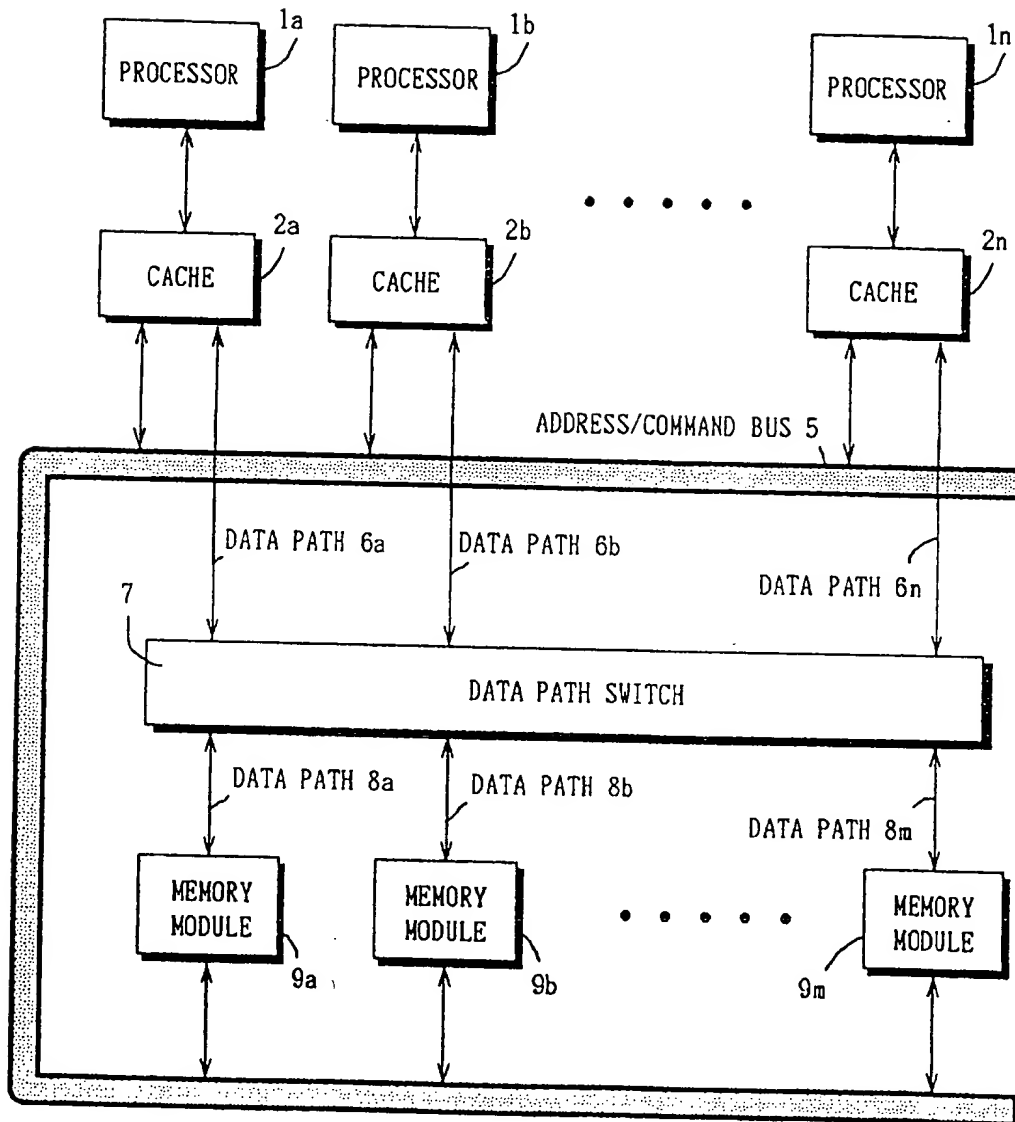 1a
1b
1n
PROCESSOR
PROCESSOR
PROCESSOR
2a
2b
2n
CACHE
CACHE
CACHE
ADDRESS/COMMAND BUS 5
DATA PATH 6a
DATA PATH 6b
DATA PATH 6n
7
DATA PATH SWITCH
DATA PATH 8a
DATA PATH 8b
DATA PATH 8m
MEMORY
MODULE
MEMORY
MODULE
MEMORY
MODULE
9a
9b
9m